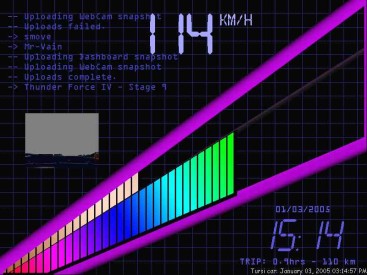 -- Uploading WebCam snapshot
-- Uploads failed.
-> smove
-> Mr-Vain
-- Uploading Dashboard snapshot
-- Uploading WebCam snapshot
-- Uploads complete.
-> Thunder Force IV - Stage 9
114 KM/H
01/03/2005
15:14
TRIP: 0.9hrs - 110 km
Tursi car January 03, 2005 03:14:57 PM